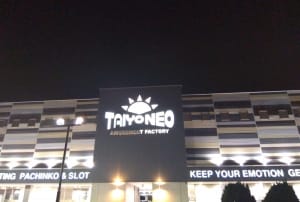 TAIYONEO
AMUSEMENT FACTORY
TING PACHINKO & SLOT
KEEP YOUR EMOTION GE